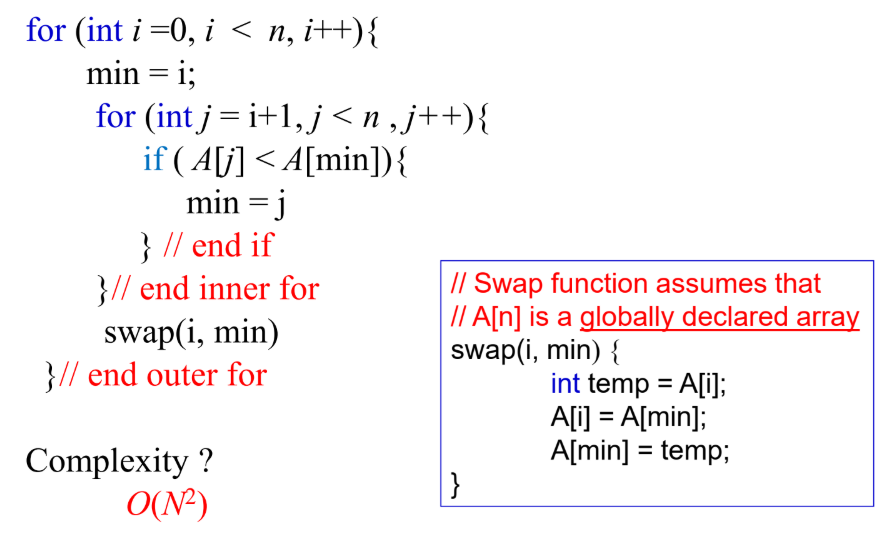 for (int i =0, i < n, i++){
min = i;
for (int j = i+1, j < n , j++){
if ( A[j] < A[min]){
min = j
} // end if
}// end inner for
swap(i, min)
}// end outer for
Complexity ?
O(N²)
// Swap function assumes that
// A[n] is a globally declared array
swap(i, min) {
int temp = A[i];
A[i] = A[min];
A[min] = temp;
}